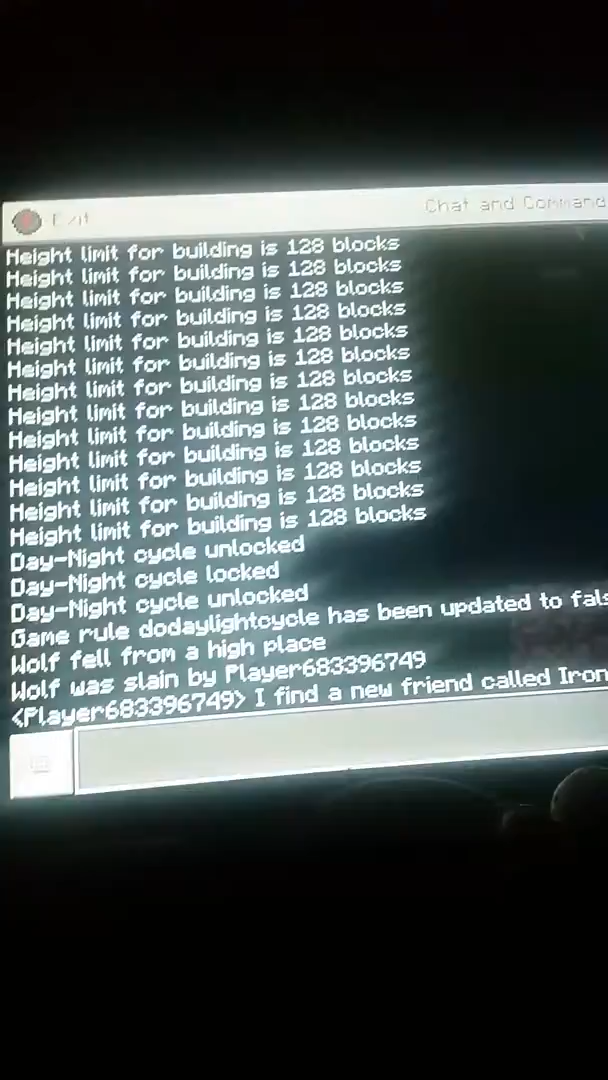 Exit
Chat and Command
Height limit for building is 128 blocks
Height limit for building is 128 blocks
Height limit for building is 128 blocks
Height limit for building is 128 blocks
Height limit for building is 128 blocks
Height limit for building is 128 blocks
Height limit for building is 128 blocks
Height limit for building is 128 blocks
Height limit for building is 128 blocks
Height limit for building is 128 blocks
Height limit for building is 128 blocks
Height limit for building is 128 blocks
Height limit for building is 128 blocks
Day-Night cycle unlocked
Day-Night cycle locked
Day-Night cycle unlocked
Game rule dodaylightcycle has been updated to fals
Wolf fell from a high place
Wolf was slain by Player683396749
<Player683396749> I find a new friend called Iron